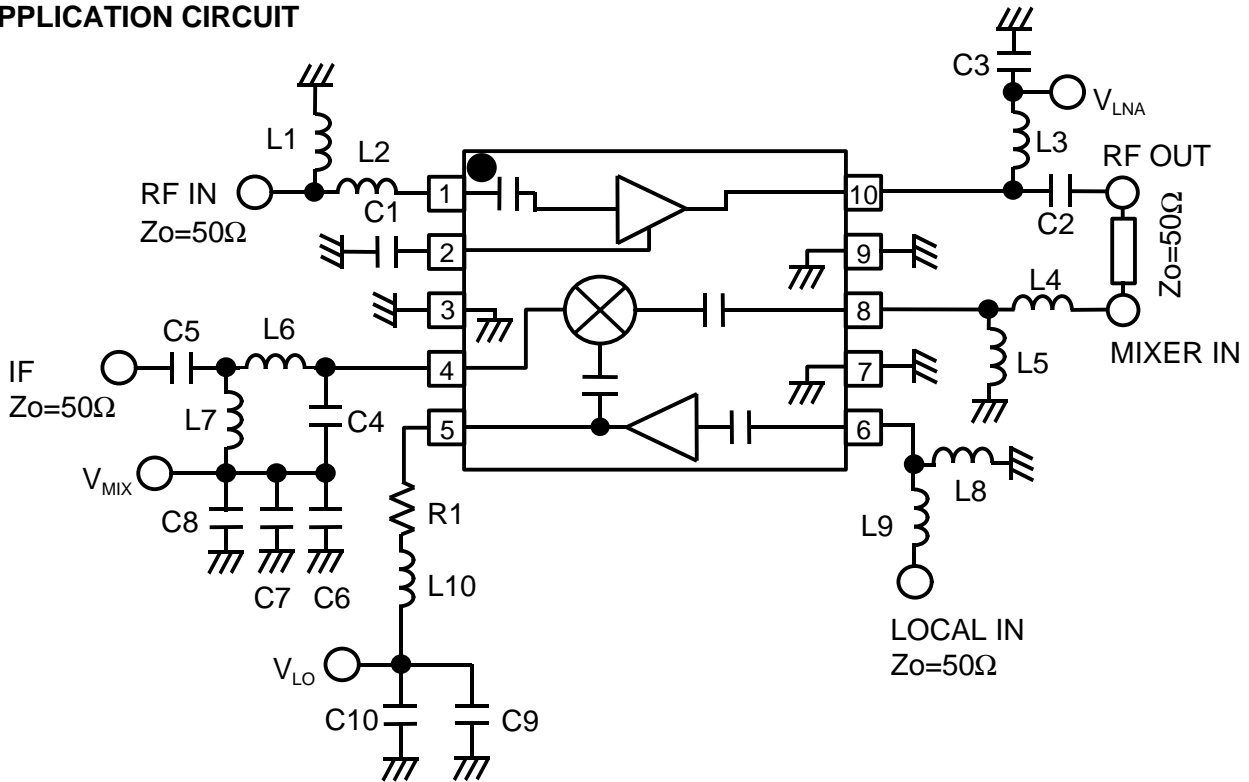 PPLICATION CIRCUIT
C3
V_LNA
L1
L2
L3
RF OUT
RF IN
Zo=50Ω
C1
1
10
C2
Zo=50Ω
2
9
3
8
L4
MIXER IN
C5
L6
IF
Zo=50Ω
4
7
L5
L7
C4
5
6
V_MIX
L8
C8
R1
L9
C7
C6
L10
LOCAL IN
Zo=50Ω
V_LO
C10
C9